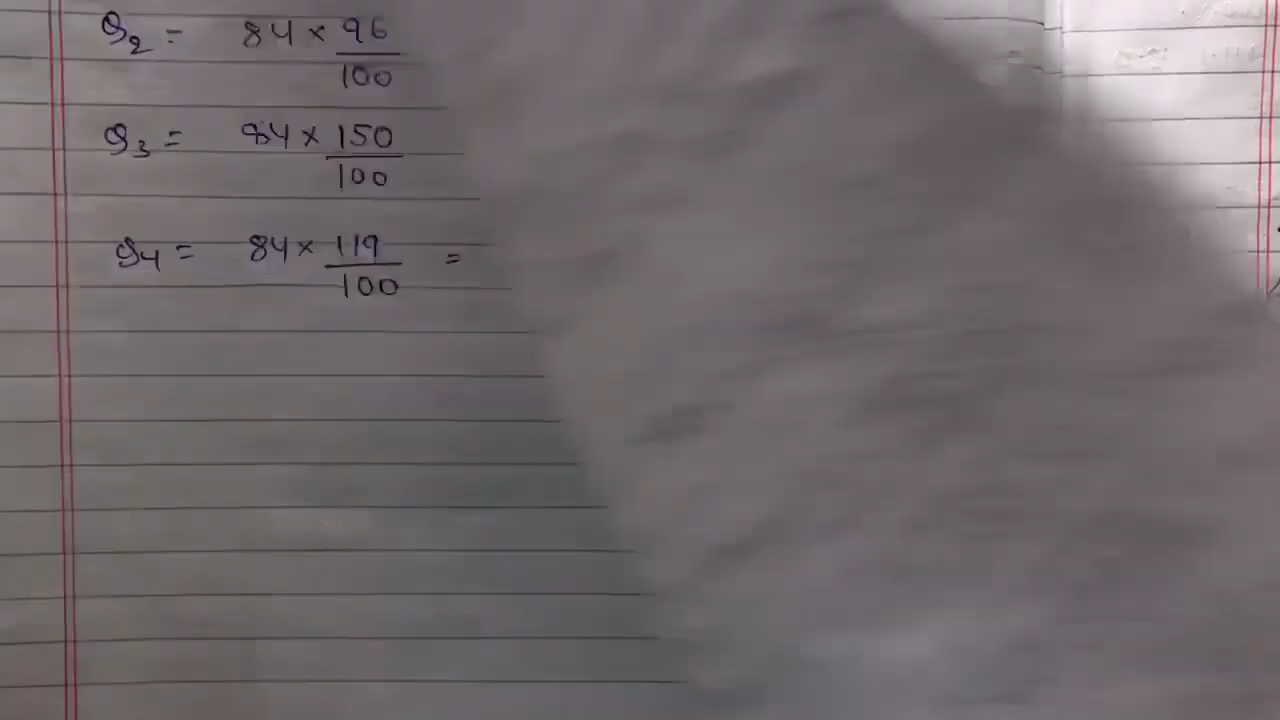 S₂ = 84 × 96/100
S₃ = 84 × 150/100
S₄ = 84 × 119/100 =